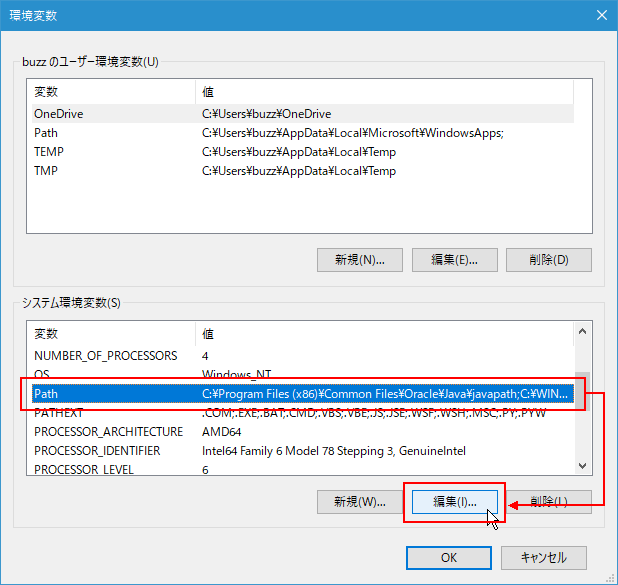 環境変数
buzz のユーザー環境変数(U)
変数 値
OneDrive C:¥Users¥buzz¥OneDrive
Path C:¥Users¥buzz¥AppData¥Local¥Microsoft¥WindowsApps;
TEMP C:¥Users¥buzz¥AppData¥Local¥Temp
TMP C:¥Users¥buzz¥AppData¥Local¥Temp
新規(N)... 編集(E)... 削除(D)
システム環境変数(S)
変数 値
NUMBER_OF_PROCESSORS 4
OS Windows_NT
Path C:¥Program Files (x86)¥Common Files¥Oracle¥Java¥javapath;C:¥WIN...
PATHEXT .COM;.EXE;.BAT;.CMD;.VBS;.VBE;.JS;.JSE;.WSF;.WSH;.MSC;.PY;.PYW
PROCESSOR_ARCHITECTURE AMD64
PROCESSOR_IDENTIFIER Intel64 Family 6 Model 78 Stepping 3, GenuineIntel
PROCESSOR_LEVEL 6
新規(W)... 編集(I)... 削除(L)
OK キャンセル